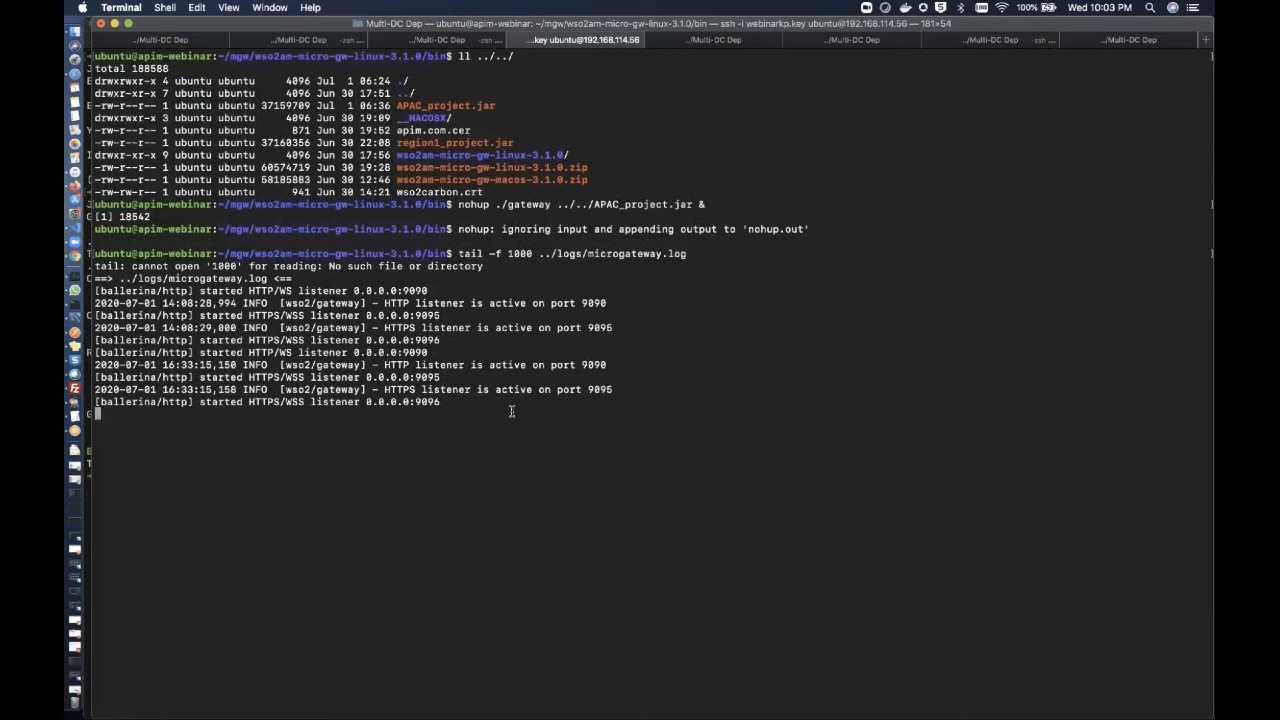 Terminal Shell Edit View Window Help 100% Wed 10:03 PM
Multi-DC Dep — ubuntu@apim-webinar: ~/mgw/wso2am-micro-gw-linux-3.1.0/bin — ssh -i webinarkp.key ubuntu@192.168.114.56 — 181×54
../Multi-DC Dep ../Multi-DC Dep -zsh ... ../Multi-DC Dep -zsh ... ...key ubuntu@192.168.114.56 ../Multi-DC Dep ../Multi-DC Dep ../Multi-DC Dep -zsh ... ../Multi-DC Dep +
ubuntu@apim-webinar:~/mgw/wso2am-micro-gw-linux-3.1.0/bin$ ll ../../
total 188588
drwxrwxr-x 4 ubuntu ubuntu 4096 Jul 1 06:24 ./
drwxr-xr-x 7 ubuntu ubuntu 4096 Jun 30 17:51 ../
-rw-r--r-- 1 ubuntu ubuntu 37159709 Jul 1 06:36 APAC_project.jar
drwxrwxr-x 3 ubuntu ubuntu 4096 Jun 30 19:09 __MACOSX/
-rw-r--r-- 1 ubuntu ubuntu 871 Jun 30 19:52 apim.com.cer
-rw-r--r-- 1 ubuntu ubuntu 37160356 Jun 30 22:08 region1_project.jar
drwxr-xr-x 9 ubuntu ubuntu 4096 Jun 30 17:56 wso2am-micro-gw-linux-3.1.0/
-rw-r--r-- 1 ubuntu ubuntu 60574719 Jun 30 19:28 wso2am-micro-gw-linux-3.1.0.zip
-rw-rw-r-- 1 ubuntu ubuntu 58185883 Jun 30 12:46 wso2am-micro-gw-macos-3.1.0.zip
-rw-rw-r-- 1 ubuntu ubuntu 941 Jun 30 14:21 wso2carbon.crt
ubuntu@apim-webinar:~/mgw/wso2am-micro-gw-linux-3.1.0/bin$ nohup ./gateway ../../APAC_project.jar &
[1] 18542
ubuntu@apim-webinar:~/mgw/wso2am-micro-gw-linux-3.1.0/bin$ nohup: ignoring input and appending output to 'nohup.out'
ubuntu@apim-webinar:~/mgw/wso2am-micro-gw-linux-3.1.0/bin$ tail -f 1000 ../logs/microgateway.log
tail: cannot open '1000' for reading: No such file or directory
==> ../logs/microgateway.log <==
[ballerina/http] started HTTP/WS listener 0.0.0.0:9090
2020-07-01 14:08:28,994 INFO [wso2/gateway] - HTTP listener is active on port 9090
[ballerina/http] started HTTPS/WSS listener 0.0.0.0:9095
2020-07-01 14:08:29,000 INFO [wso2/gateway] - HTTPS listener is active on port 9095
[ballerina/http] started HTTPS/WSS listener 0.0.0.0:9096
[ballerina/http] started HTTP/WS listener 0.0.0.0:9090
2020-07-01 16:33:15,150 INFO [wso2/gateway] - HTTP listener is active on port 9090
[ballerina/http] started HTTPS/WSS listener 0.0.0.0:9095
2020-07-01 16:33:15,158 INFO [wso2/gateway] - HTTPS listener is active on port 9095
[ballerina/http] started HTTPS/WSS listener 0.0.0.0:9096